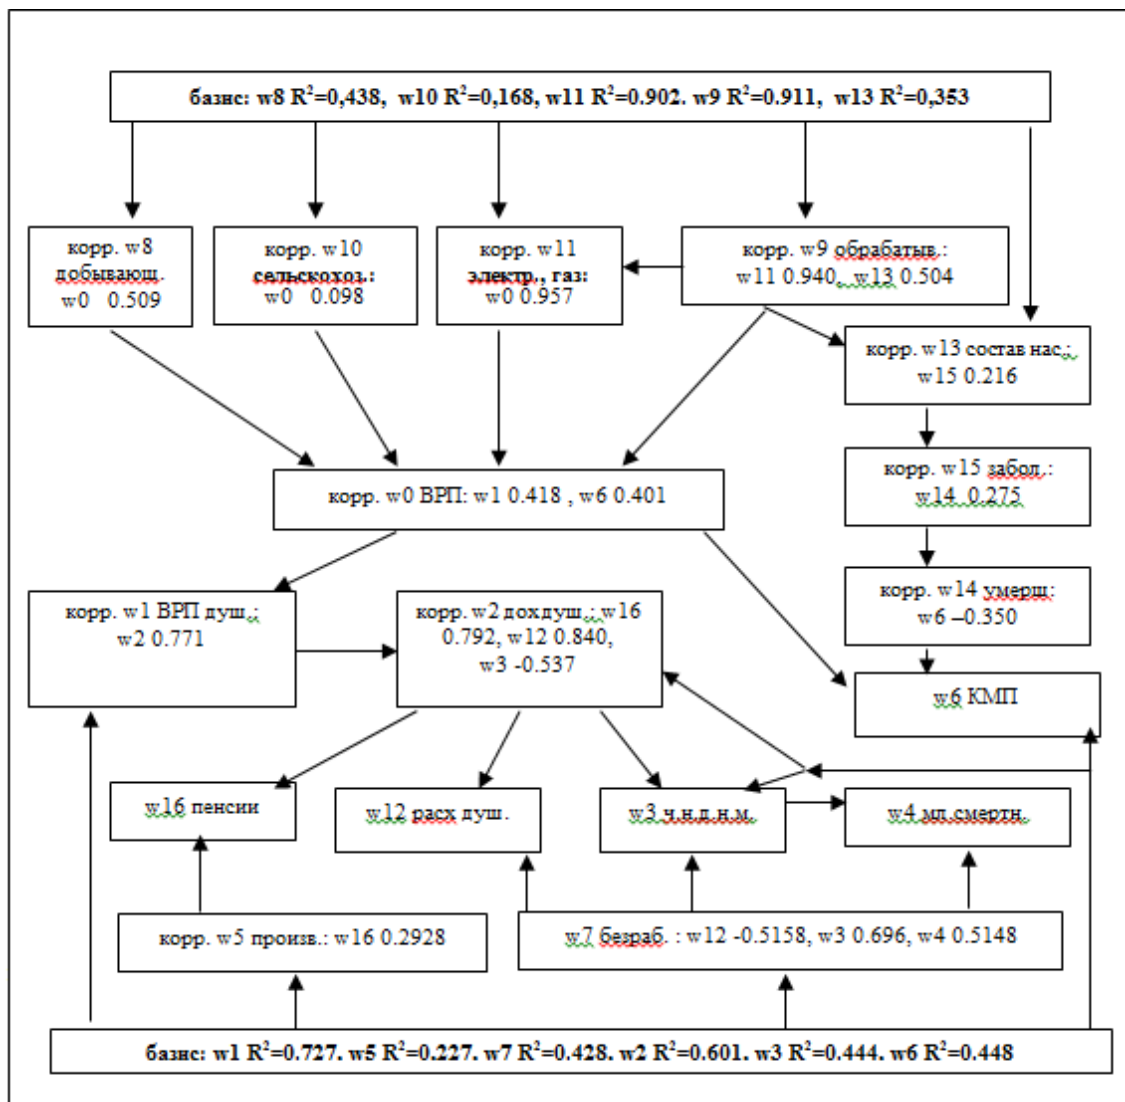 базис: w8 R²=0,438, w10 R²=0,168, w11 R²=0.902. w9 R²=0.911, w13 R²=0,353
корр. w8
добывающ.
w0 0.509
корр. w10
сельскохоз.:
w0 0.098
корр. w11
электр., газ:
w0 0.957
корр. w9 обрабатыв.:
w11 0.940, w13 0.504
корр. w13 состав нас.:
w15 0.216
корр. w15 забол.:
w14 0.275
корр. w0 ВРП: w1 0.418 , w6 0.401
корр. w14 умерщ:
w6 –0.350
корр. w1 ВРП душ.:
w2 0.771
корр. w2 дохдуш.: w16
0.792, w12 0.840,
w3 -0.537
w6 КМП
w16 пенсии
w12 расх душ.
w3 ч.н.д.н.м.
w4 мл.смертн.
корр. w5 произв.: w16 0.2928
w7 безраб. : w12 -0.5158, w3 0.696, w4 0.5148
базис: w1 R²=0.727. w5 R²=0.227. w7 R²=0.428. w2 R²=0.601. w3 R²=0.444. w6 R²=0.448